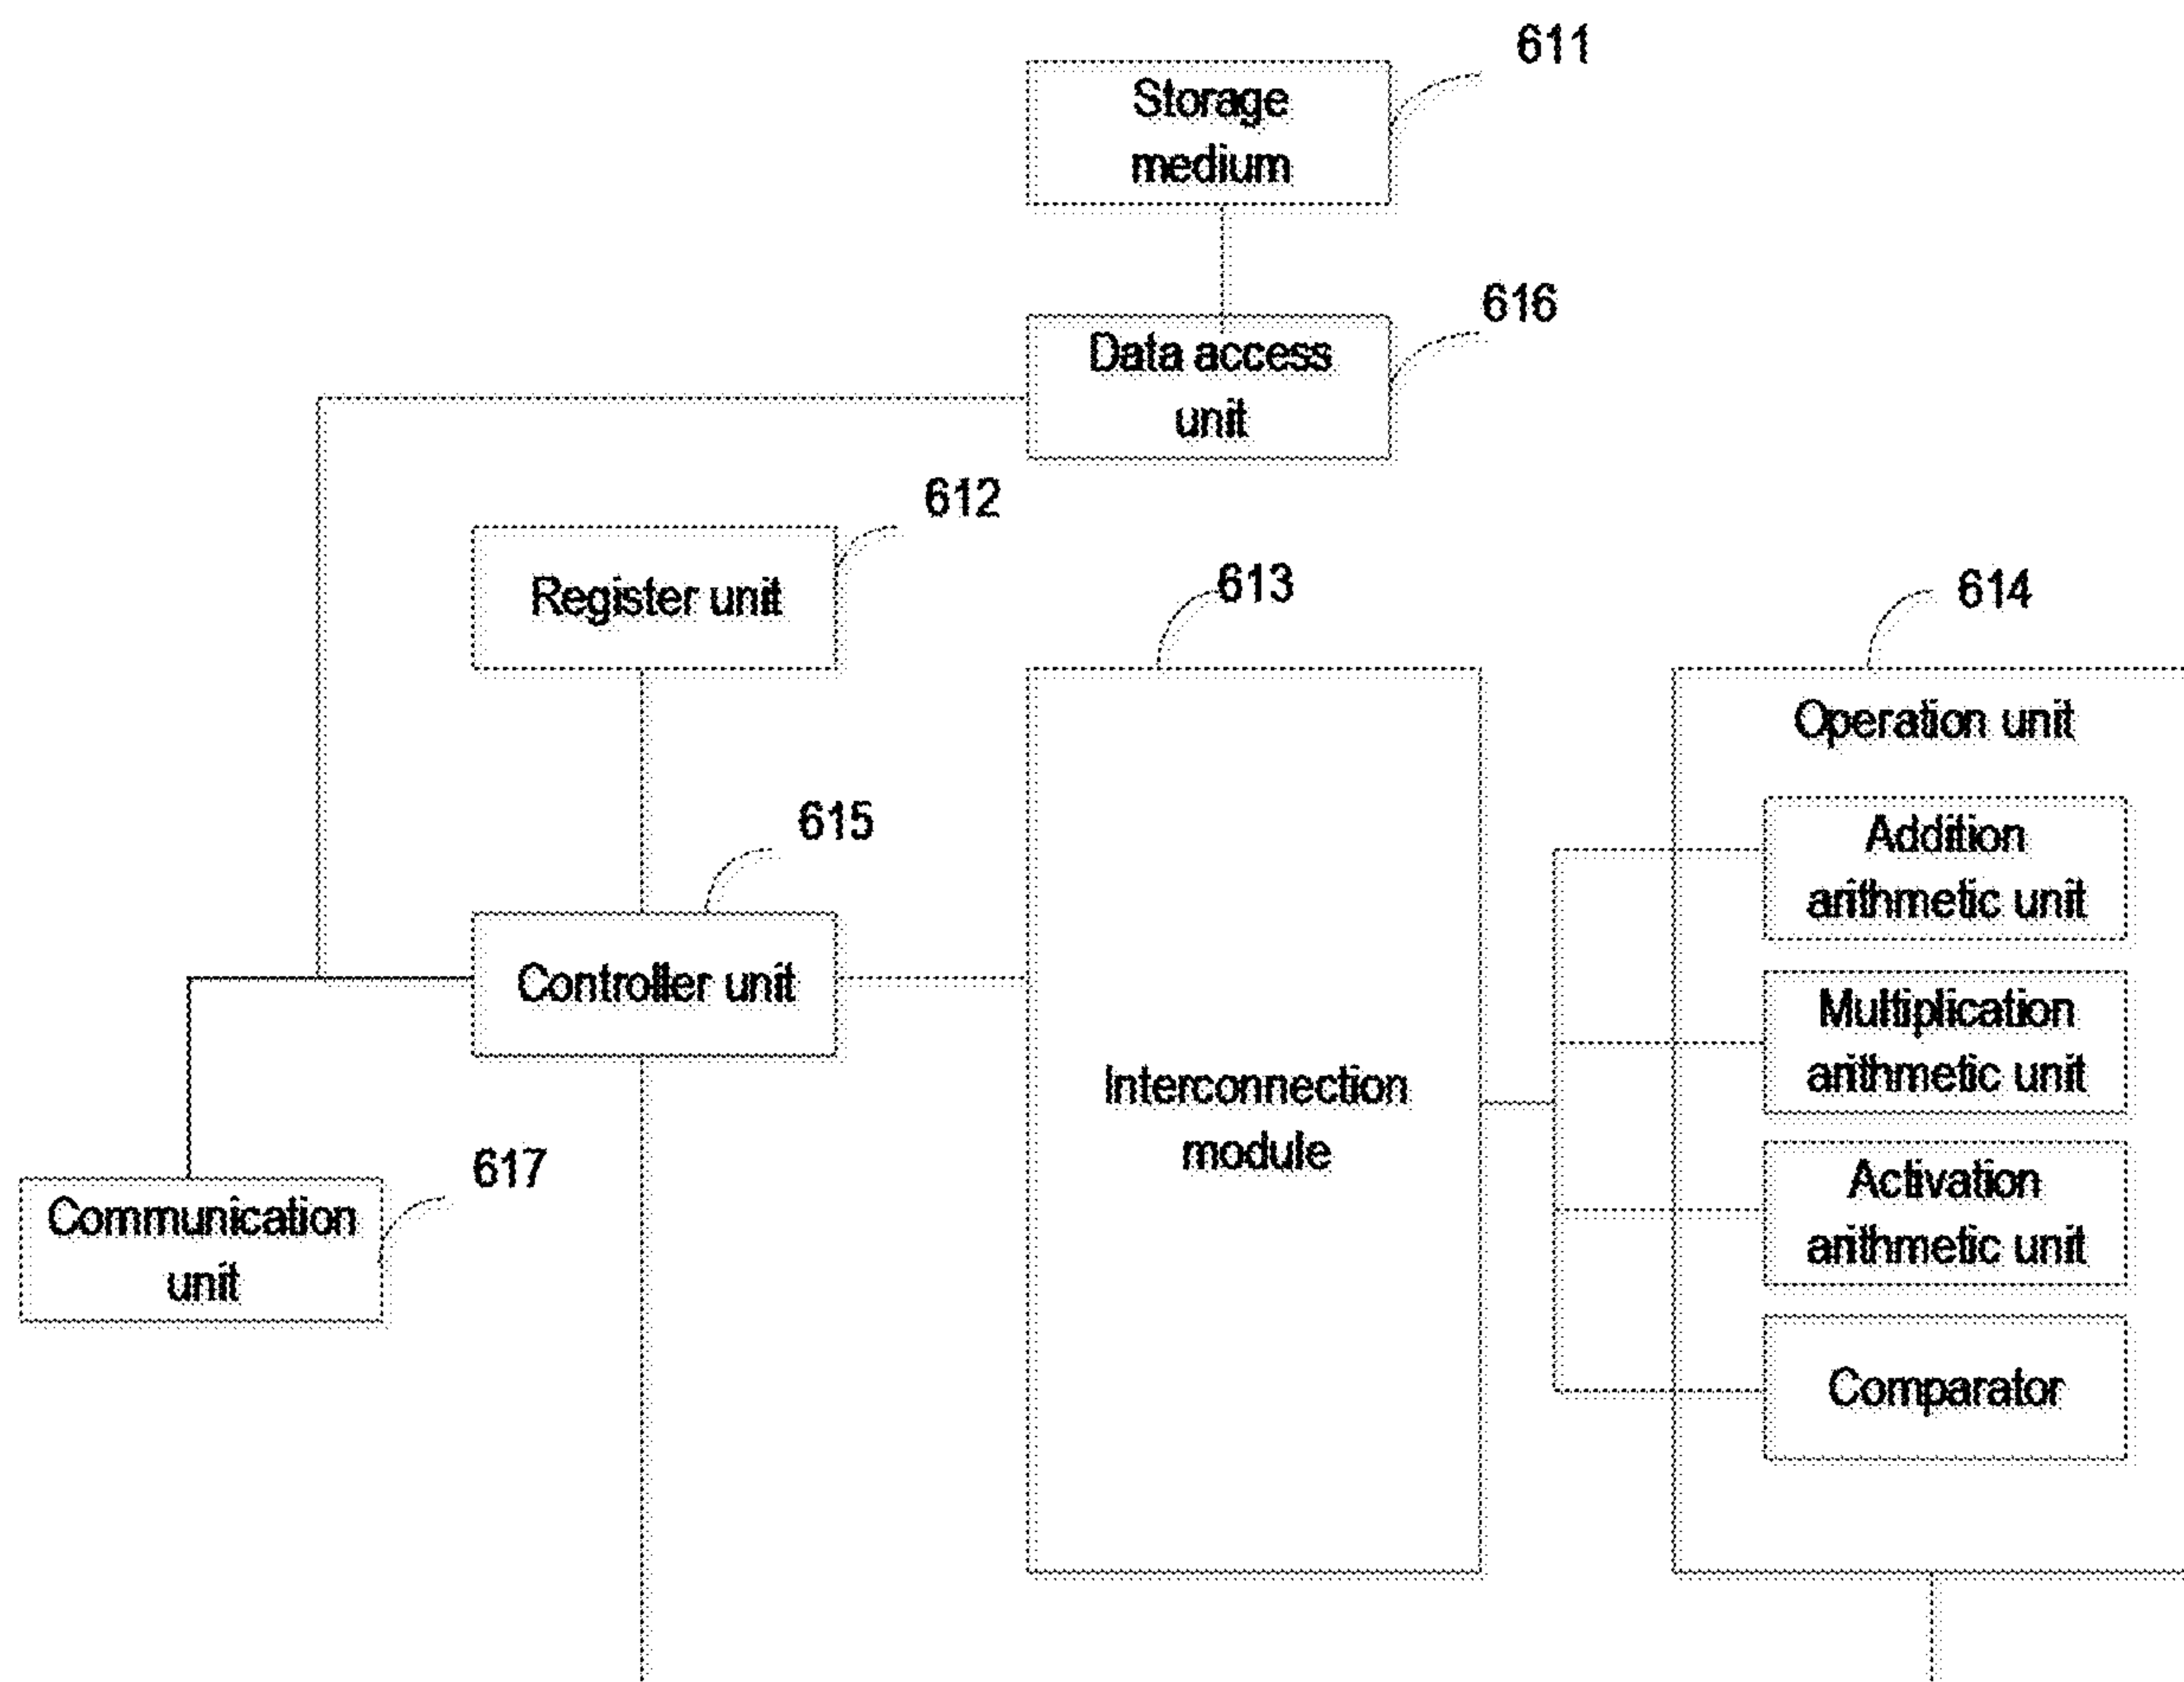 611
Storage
medium
616
Data access
unit
612
Register unit
613
614
Operation unit
615
Addition
arithmetic unit
Controller unit
Multiplication
arithmetic unit
Interconnection
module
617
Communication
unit
Activation
arithmetic unit
Comparator